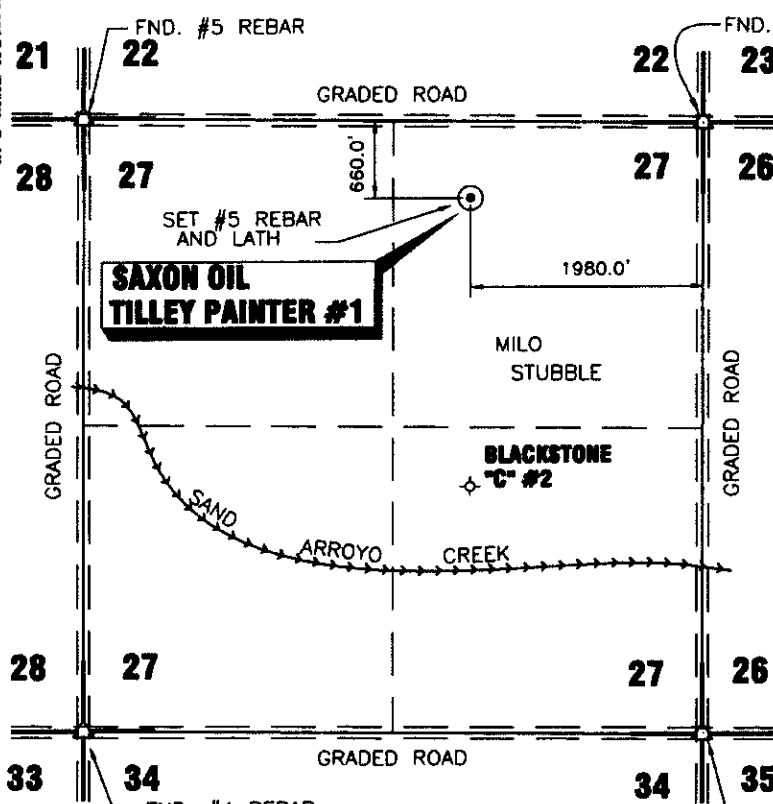 FND. #5 REBAR
FND.
21 22
22 23
GRADED ROAD
28 27
27 26
660.0'
SET #5 REBAR
AND LATH
SAXON OIL
TILLEY PAINTER #1
1980.0'
MILO
STUBBLE
GRADED ROAD
GRADED ROAD
BLACKSTONE
"C" #2
SAND ARROYO CREEK
28 27
27 26
GRADED ROAD
33 34
34 35